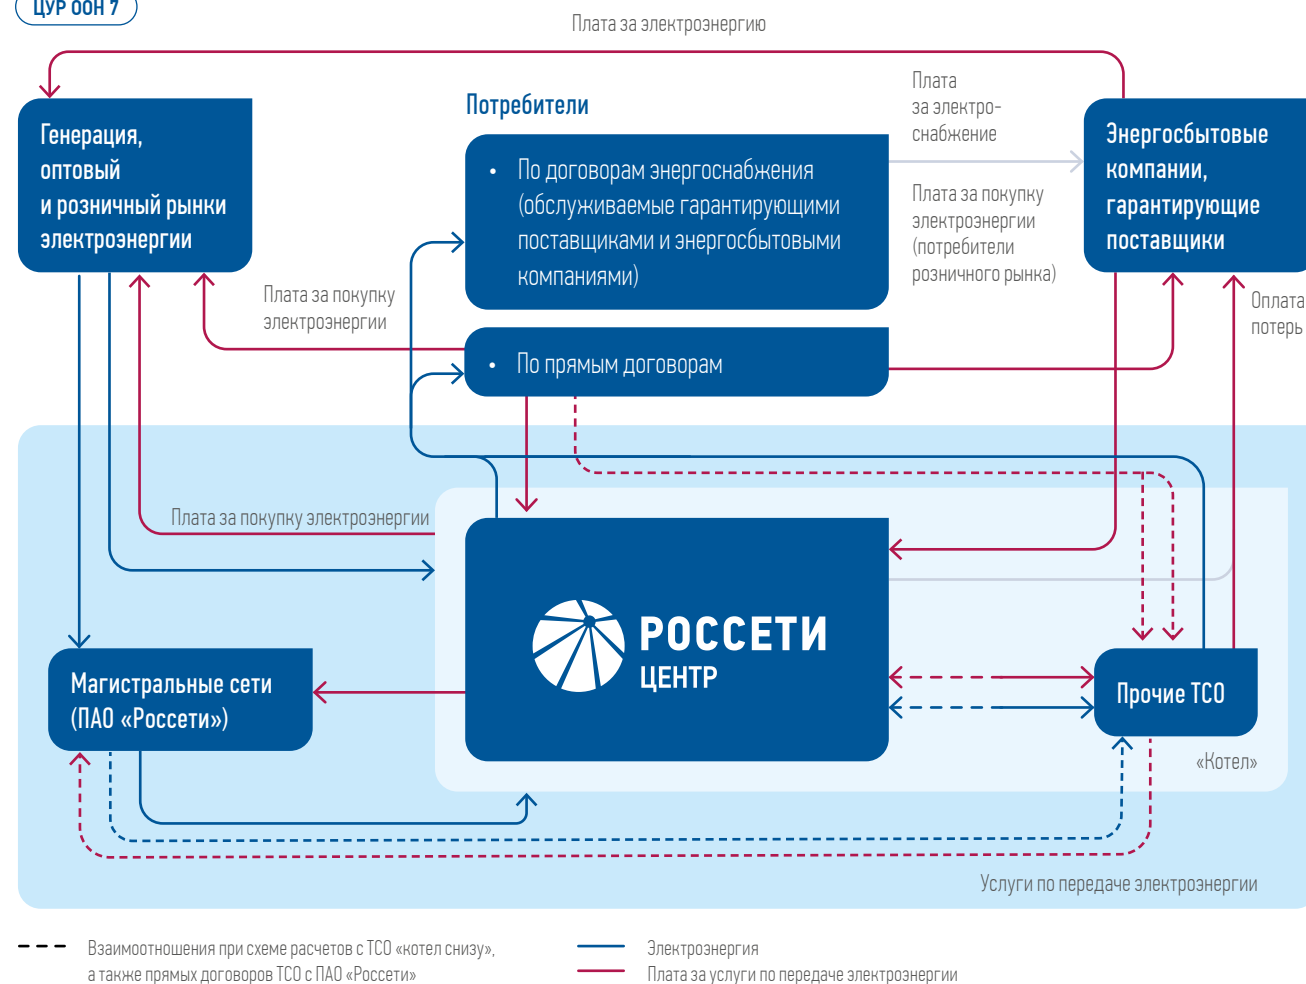 ЦУР ООН 7
Плата за электроэнергию
Генерация,
оптовый
и розничный рынки
электроэнергии
Потребители
• По договорам энергоснабжения
(обслуживаемые гарантирующими
поставщиками и энергосбытовыми
компаниями)
Плата
за электро-
снабжение
Плата за покупку
электроэнергии
(потребители
розничного рынка)
Энергосбытовые
компании,
гарантирующие
поставщики
Плата за покупку
электроэнергии
Оплата
потерь
• По прямым договорам
Плата за покупку электроэнергии
РОССЕТИ
ЦЕНТР
Магистральные сети
(ПАО «Россети»)
Прочие ТСО
«Котел»
Услуги по передаче электроэнергии
Взаимоотношения при схеме расчетов с ТСО «котел снизу»,
а также прямых договоров ТСО с ПАО «Россети»
Электроэнергия
Плата за услуги по передаче электроэнергии